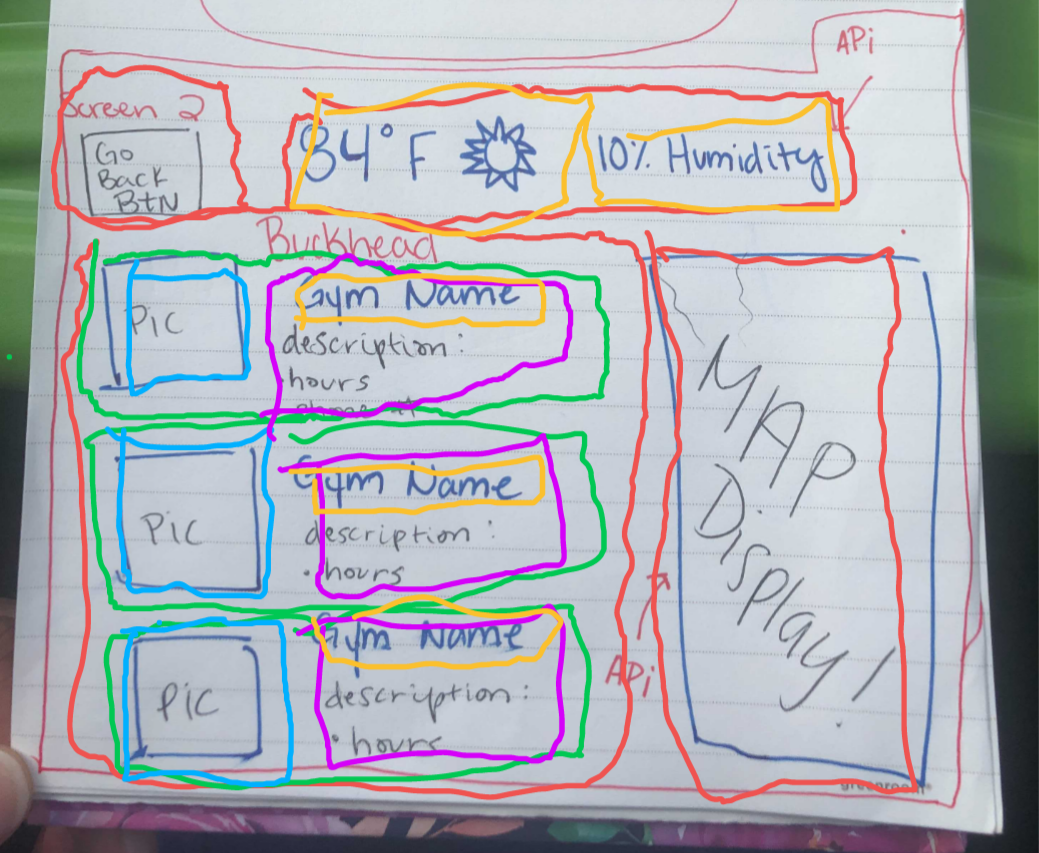 APi
Screen 2
Go
Back
BtN
84° F
10% Humidity
Buckhead
Pic
Gym Name
description:
hours
phone #
Pic
Gym Name
description:
• hours
Pic
Gym Name
description:
• hours
MAP
Display!
APi
greenroom